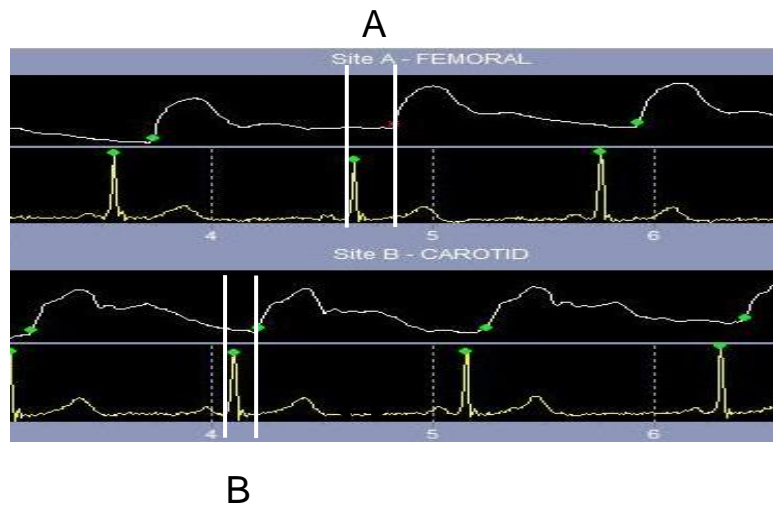 A
Site A - FEMORAL
4 5 6
Site B - CAROTID
4 5 6
B